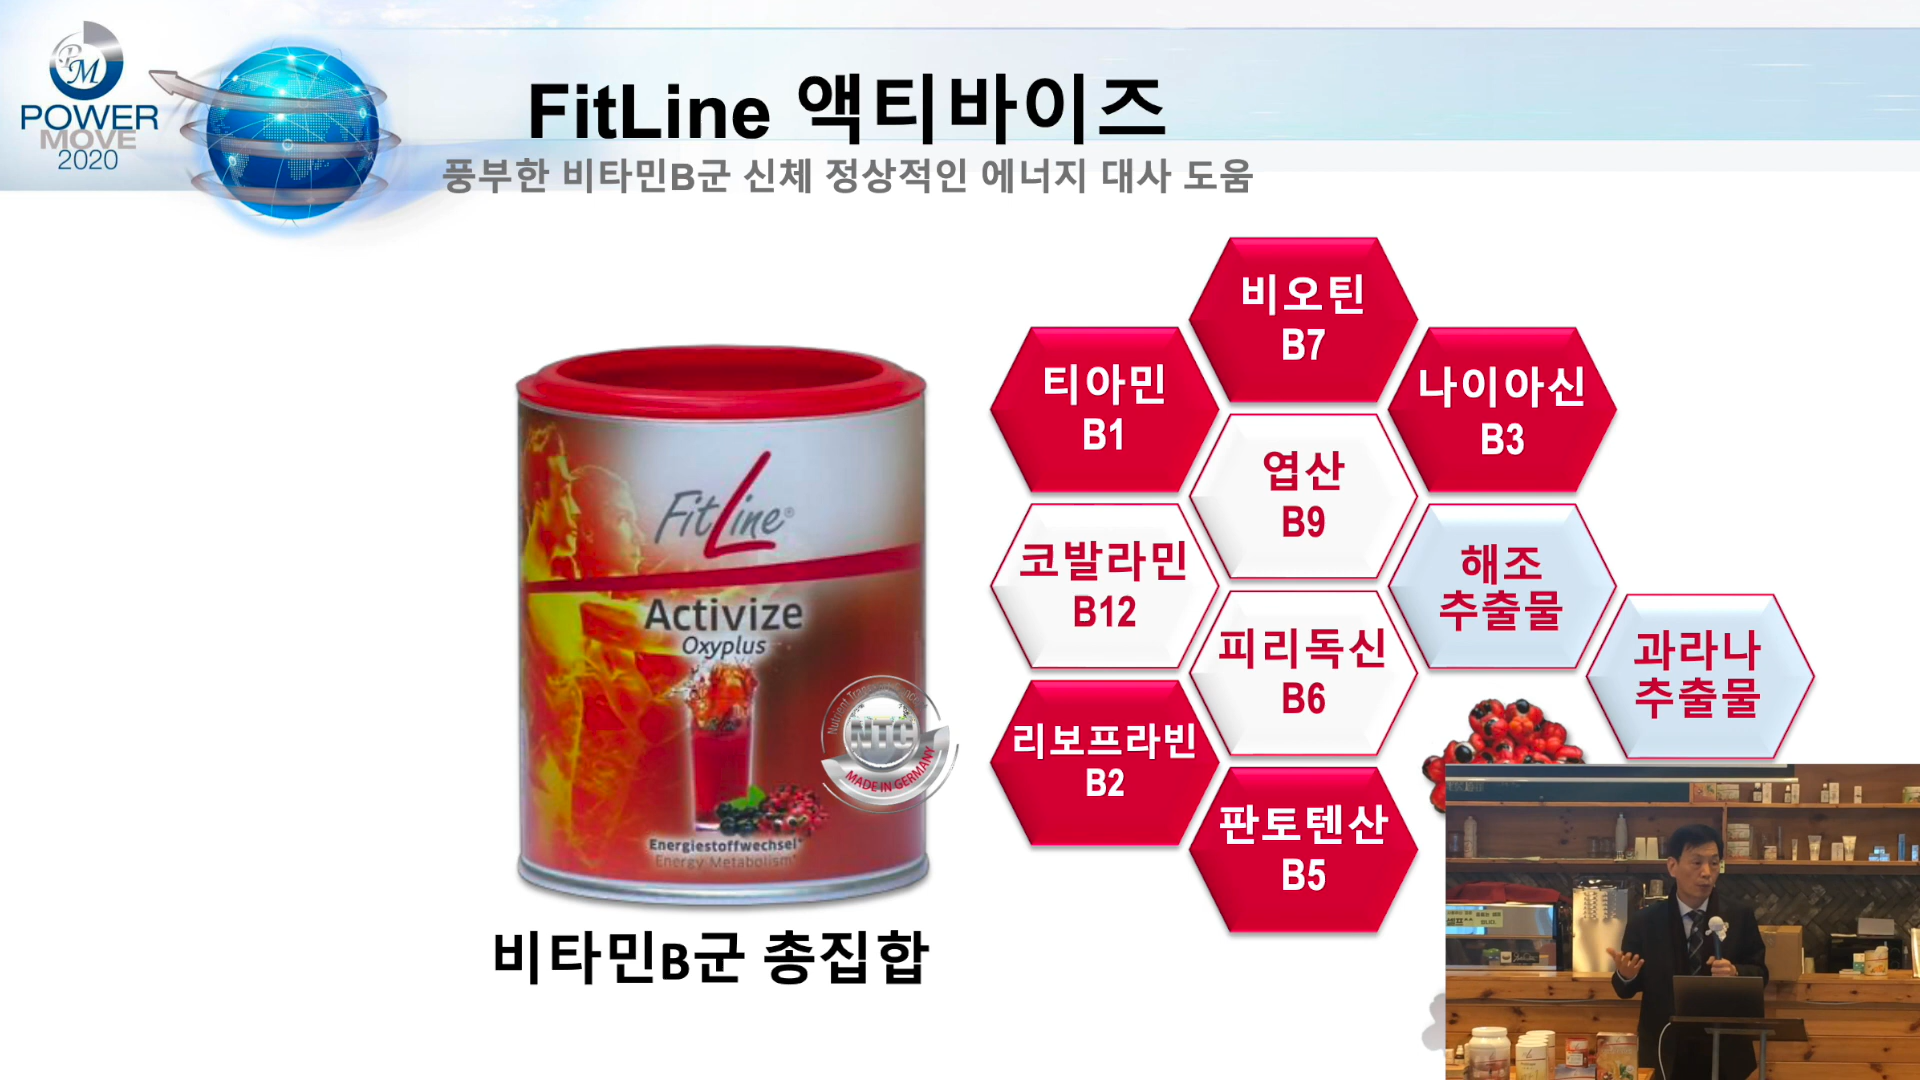 PM
POWER
MOVE
2020
FitLine 액티바이즈
풍부한 비타민B군 신체 정상적인 에너지 대사 도움
비오틴
B7
티아민
B1
나이아신
B3
엽산
B9
코발라민
B12
해조
추출물
피리독신
B6
과라나
추출물
리보프라빈
B2
판토텐산
B5
FitLine®
Activize
Oxyplus
NTC
MADE IN GERMANY
Energiestoffwechsel*
Energy Metabolism*
비타민B군 총집합